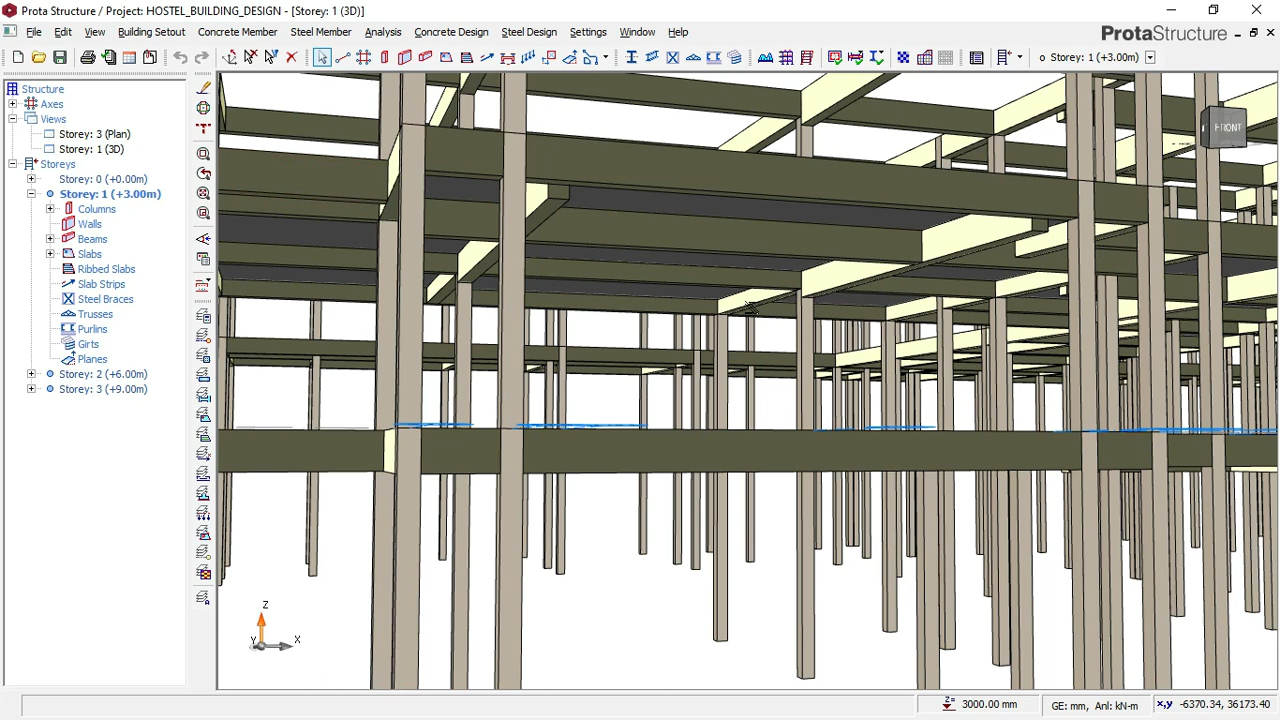 Prota Structure / Project: HOSTEL_BUILDING_DESIGN - [Storey: 1 (3D)]
File Edit View Building Setout Concrete Member Steel Member Analysis Concrete Design Steel Design Settings Window Help
ProtaStructure
Storey: 1 (+3.00m)
Structure
Axes
Views
Storey: 3 (Plan)
Storey: 1 (3D)
Storeys
Storey: 0 (+0.00m)
Storey: 1 (+3.00m)
Columns
Walls
Beams
Slabs
Ribbed Slabs
Slab Strips
Steel Braces
Trusses
Purlins
Girts
Planes
Storey: 2 (+6.00m)
Storey: 3 (+9.00m)
FRONT
Z
Y X
Z= 3000.00 mm GE: mm, Anl: kN-m x,y -6370.34, 36173.40